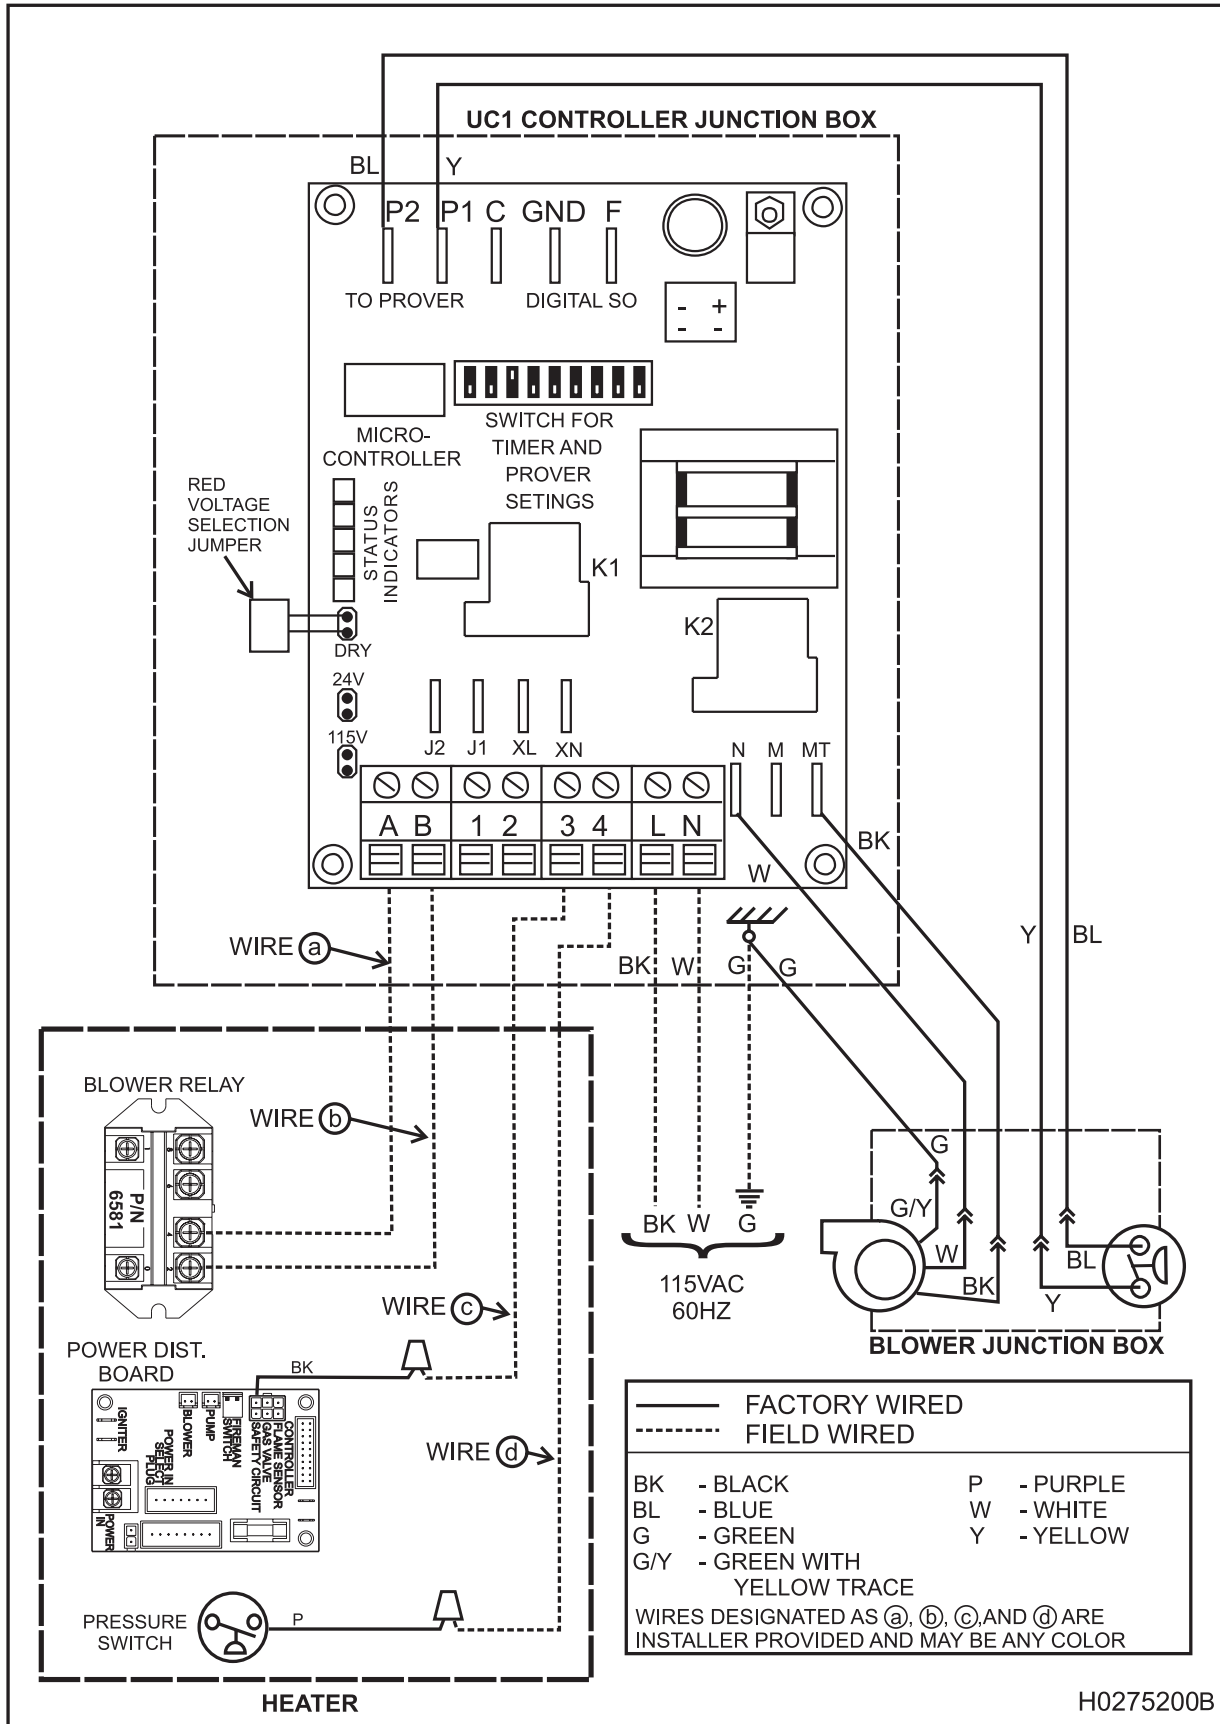 UC1 CONTROLLER JUNCTION BOX
BL
Y
P2 P1 C GND F
TO PROVER
DIGITAL SO
- +
- -
MICRO-
CONTROLLER
SWITCH FOR
TIMER AND
PROVER
SETINGS
RED
VOLTAGE
SELECTION
JUMPER
STATUS
INDICATORS
K1
K2
DRY
24V
115V
J2 J1 XL XN
N M MT
A B 1 2 3 4 L N
BK
W
WIRE a
BK W G G
Y BL
BLOWER RELAY
WIRE b
P/N
6581
G
G/Y
W
BK
BL
Y
BK W G
115VAC
60HZ
WIRE c
BLOWER JUNCTION BOX
POWER DIST.
BOARD
BK
IGNITER
BLOWER
PUMP
FIREMAN
SWITCH
CONTROLLER
FLAME SENSOR
GAS VALVE
SAFETY CIRCUIT
POWER IN
SELECT
PLUG
POWER
IN
WIRE d
PRESSURE
SWITCH
P
HEATER
FACTORY WIRED
FIELD WIRED
BK - BLACK
BL - BLUE
G - GREEN
G/Y - GREEN WITH
YELLOW TRACE
P - PURPLE
W - WHITE
Y - YELLOW
WIRES DESIGNATED AS ⓐ, ⓑ, ⓒ,AND ⓓ ARE
INSTALLER PROVIDED AND MAY BE ANY COLOR
H0275200B